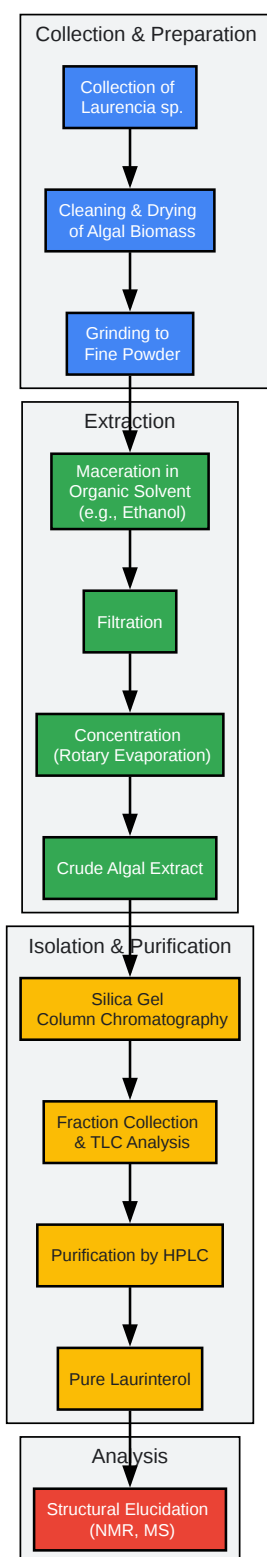 Collection & Preparation
Collection of
Laurencia sp.
Cleaning & Drying
of Algal Biomass
Grinding to
Fine Powder
Extraction
Maceration in
Organic Solvent
(e.g., Ethanol)
Filtration
Concentration
(Rotary Evaporation)
Crude Algal Extract
Isolation & Purification
Silica Gel
Column Chromatography
Fraction Collection
& TLC Analysis
Purification by HPLC
Pure Laurinterol
Analysis
Structural Elucidation
(NMR, MS)